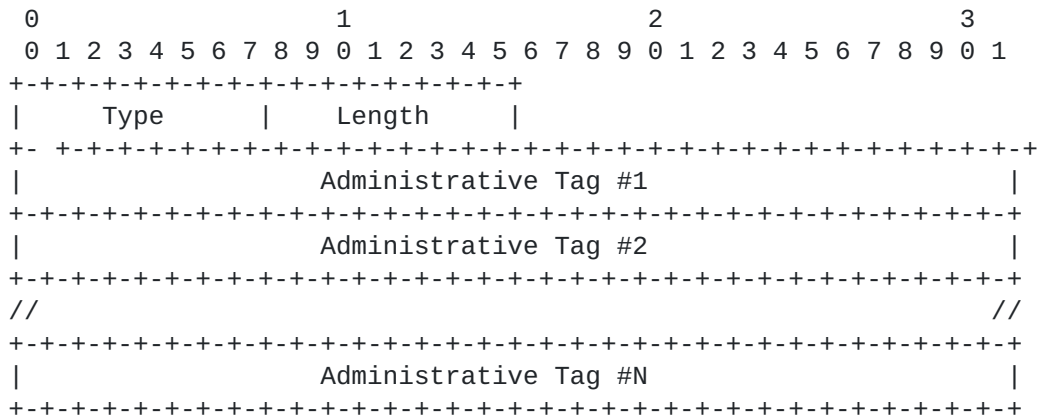 0                   1                   2                   3
 0 1 2 3 4 5 6 7 8 9 0 1 2 3 4 5 6 7 8 9 0 1 2 3 4 5 6 7 8 9 0 1
+-+-+-+-+-+-+-+-+-+-+-+-+-+-+-+-+
|     Type      |    Length     |
+- +-+-+-+-+-+-+-+-+-+-+-+-+-+-+-+-+-+-+-+-+-+-+-+-+-+-+-+-+-+-+-+
|                   Administrative Tag #1                       |
+-+-+-+-+-+-+-+-+-+-+-+-+-+-+-+-+-+-+-+-+-+-+-+-+-+-+-+-+-+-+-+-+
|                   Administrative Tag #2                       |
+-+-+-+-+-+-+-+-+-+-+-+-+-+-+-+-+-+-+-+-+-+-+-+-+-+-+-+-+-+-+-+-+
//                                                             //
+-+-+-+-+-+-+-+-+-+-+-+-+-+-+-+-+-+-+-+-+-+-+-+-+-+-+-+-+-+-+-+-+
|                   Administrative Tag #N                       |
+-+-+-+-+-+-+-+-+-+-+-+-+-+-+-+-+-+-+-+-+-+-+-+-+-+-+-+-+-+-+-+-+